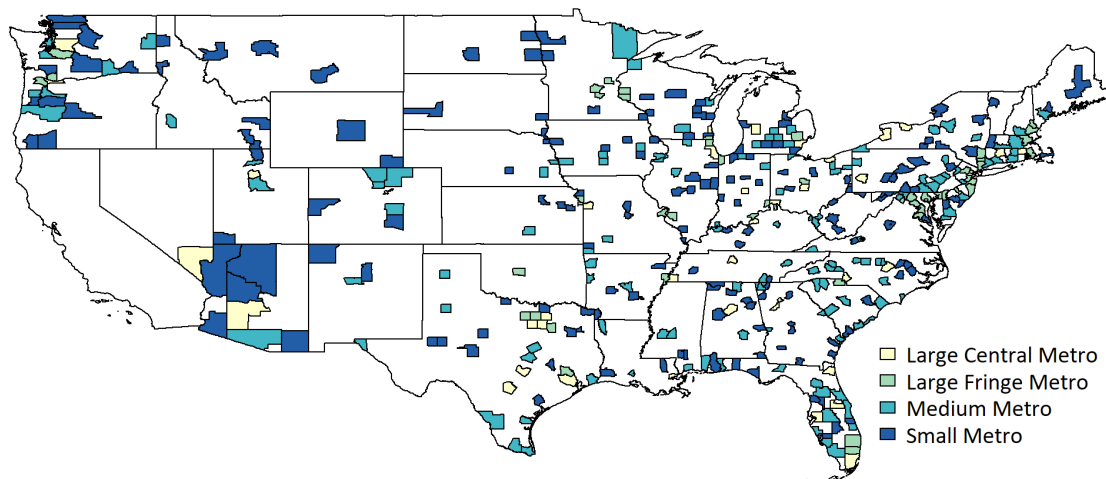 Large Central Metro
Large Fringe Metro
Medium Metro
Small Metro